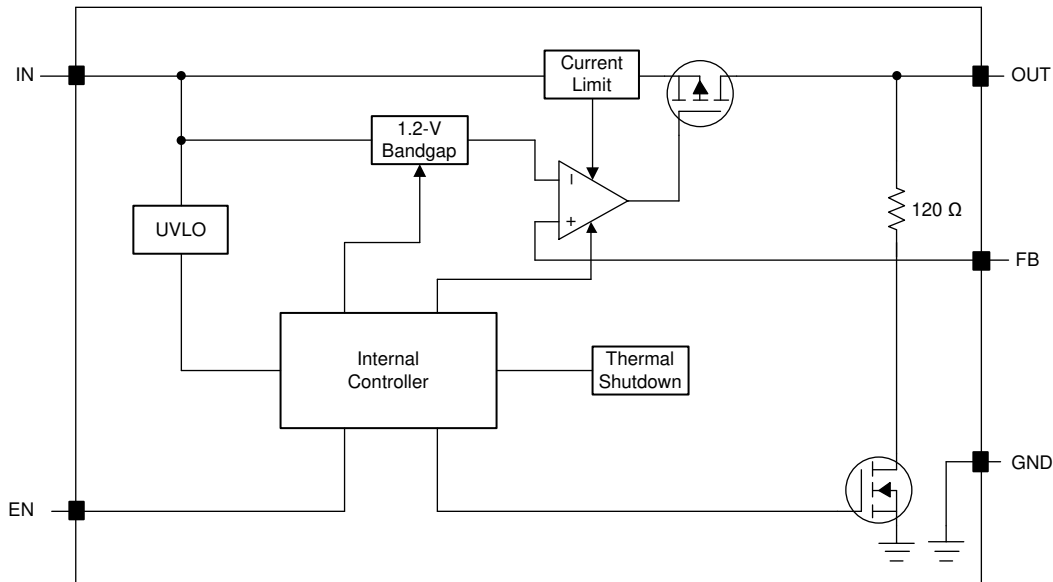 IN
Current
Limit
OUT
1.2-V
Bandgap
–
+
120 Ω
UVLO
FB
Internal
Controller
Thermal
Shutdown
GND
EN